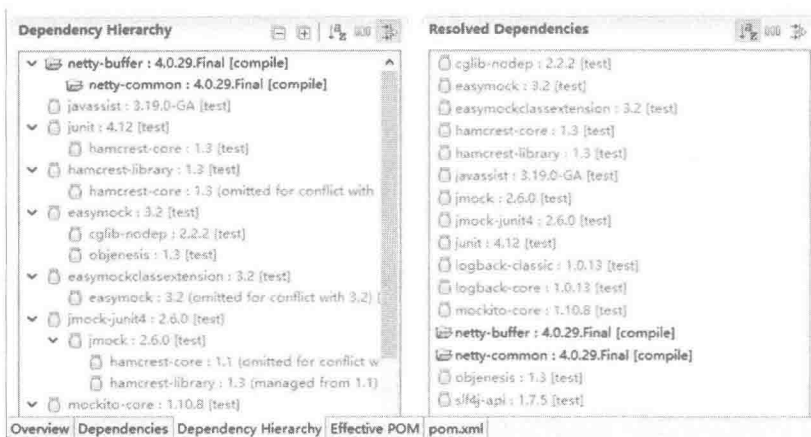 Dependency Hierarchy
netty-buffer : 4.0.29.Final [compile]
netty-common : 4.0.29.Final [compile]
javassist : 3.19.0-GA [test]
junit : 4.12 [test]
hamcrest-core : 1.3 [test]
hamcrest-library : 1.3 [test]
hamcrest-core : 1.3 (omitted for conflict with
easymock : 3.2 [test]
cglib-nodep : 2.2.2 [test]
objenesis : 1.3 [test]
easymockclassextension : 3.2 [test]
easymock : 3.2 (omitted for conflict with 3.2) [
jmock-junit4 : 2.6.0 [test]
jmock : 2.6.0 [test]
hamcrest-core : 1.1 (omitted for conflict w
hamcrest-library : 1.3 (managed from 1.1)
mockito-core : 1.10.8 [test]
Resolved Dependencies
cglib-nodep : 2.2.2 [test]
easymock : 3.2 [test]
easymockclassextension : 3.2 [test]
hamcrest-core : 1.3 [test]
hamcrest-library : 1.3 [test]
javassist : 3.19.0-GA [test]
jmock : 2.6.0 [test]
jmock-junit4 : 2.6.0 [test]
junit : 4.12 [test]
logback-classic : 1.0.13 [test]
logback-core : 1.0.13 [test]
mockito-core : 1.10.8 [test]
netty-buffer : 4.0.29.Final [compile]
netty-common : 4.0.29.Final [compile]
objenesis : 1.3 [test]
slf4j-api : 1.7.5 [test]
Overview Dependencies Dependency Hierarchy Effective POM pom.xml